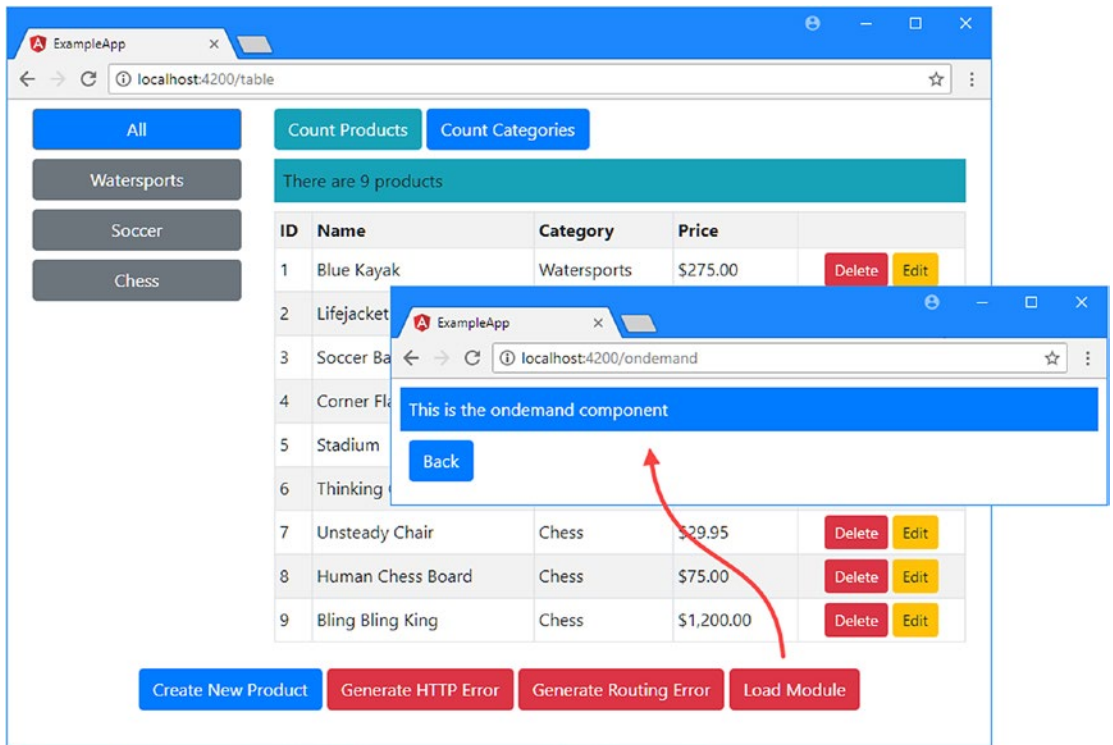 ExampleApp
localhost:4200/table
All
Count Products
Count Categories
Watersports
There are 9 products
Soccer
Chess
ID Name Category Price
1 Blue Kayak Watersports $275.00 Delete Edit
2 Lifejacket
3 Soccer
4 Corner
5 Stadium
6 Thinking
ExampleApp
localhost:4200/ondemand
This is the ondemand component
Back
7 Unsteady Chair Chess $29.95 Delete Edit
8 Human Chess Board Chess $75.00 Delete Edit
9 Bling Bling King Chess $1,200.00 Delete Edit
Create New Product
Generate HTTP Error
Generate Routing Error
Load Module